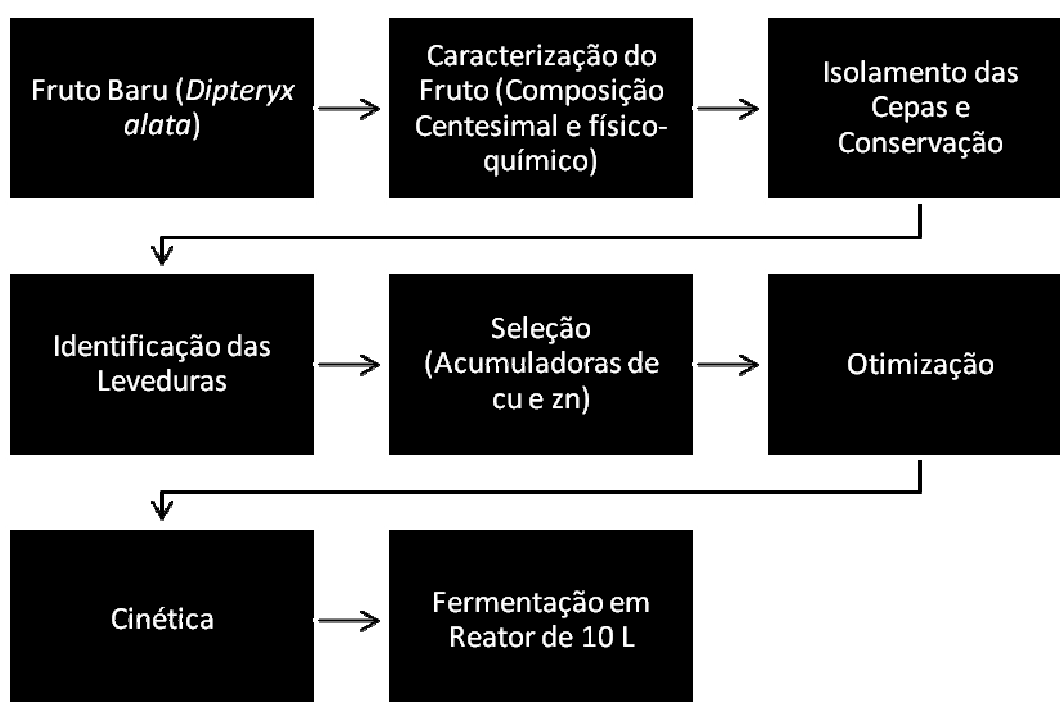 Fruto Baru (Dipteryx
alata)
Caracterização do
Fruto (Composição
Centesimal e físico-
químico)
Isolamento das
Cepas e
Conservação
Identificação das
Leveduras
Seleção
(Acumuladoras de
cu e zn)
Otimização
Cinética
Fermentação em
Reator de 10 L